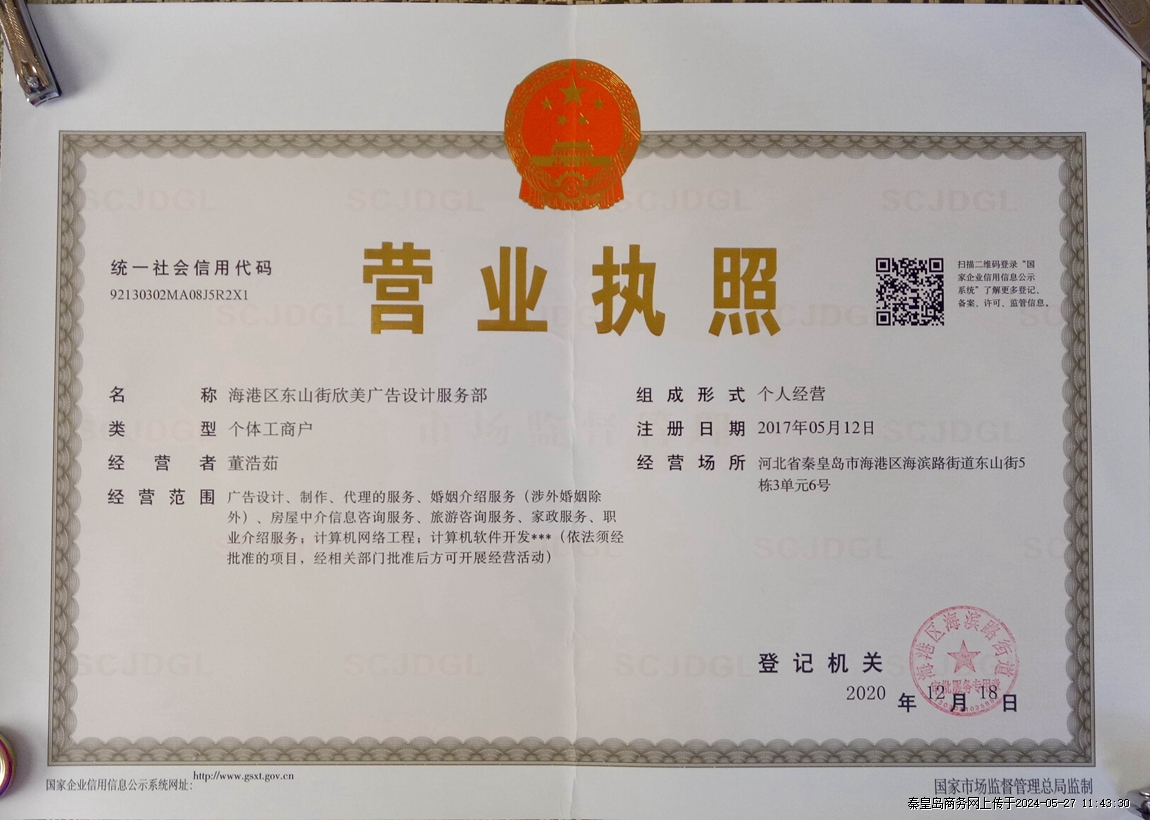 营业执照
统一社会信用代码
92130302MA08J5R2X1
扫描二维码登录“国
家企业信用信息公示
系统”了解更多登记、
备案、许可、监管信息。
名称 海港区东山街欣美广告设计服务部
类型 个体工商户
经营者 董浩茹
经营范围 广告设计、制作、代理的服务、婚姻介绍服务（涉外婚姻除
外）、房屋中介信息咨询服务、旅游咨询服务、家政服务、职
业介绍服务；计算机网络工程；计算机软件开发***（依法须经
批准的项目，经相关部门批准后方可开展经营活动）
组成形式 个人经营
注册日期 2017年05月12日
经营场所 河北省秦皇岛市海港区海滨路街道东山街5
栋3单元6号
登记机关
海港区海滨路街道
2020 年 12 月 18 日
国家企业信用信息公示系统网址：http://www.gsxt.gov.cn
国家市场监督管理总局监制
秦皇岛商务网上传于2024-05-27 11:43:30